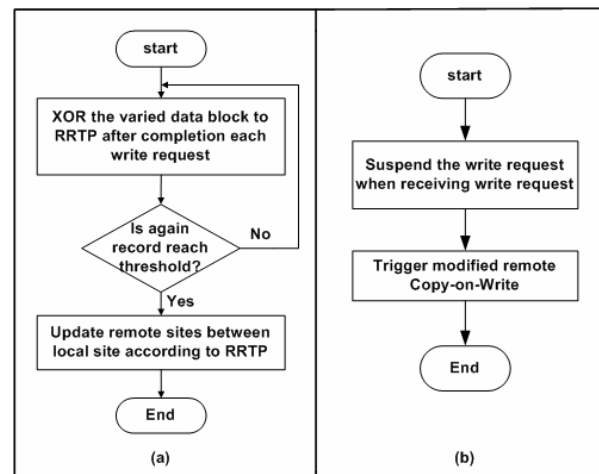 start
XOR the varied data block to
RRTP after completion each
write request
Is again
record reach
threshold?
No
Yes
Update remote sites between
local site according to RRTP
End
(a)
start
Suspend the write request
when receiving write request
Trigger modified remote
Copy-on-Write
End
(b)